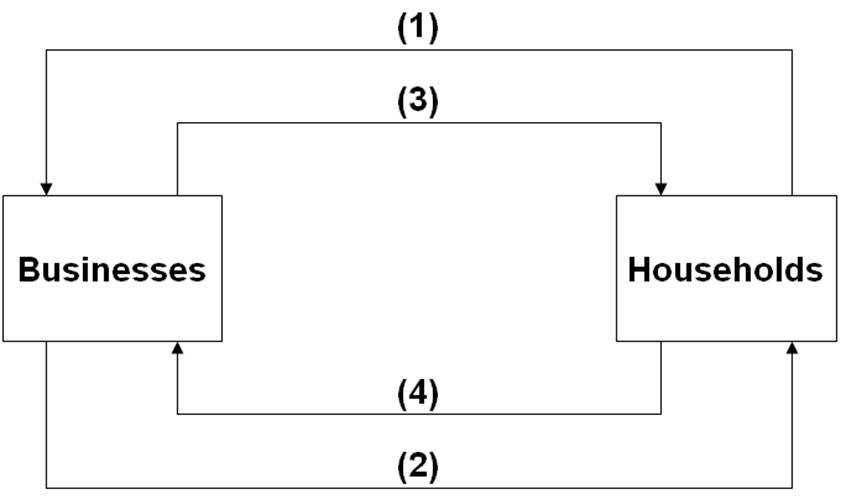 (1)
(3)
Businesses
Households
(4)
(2)